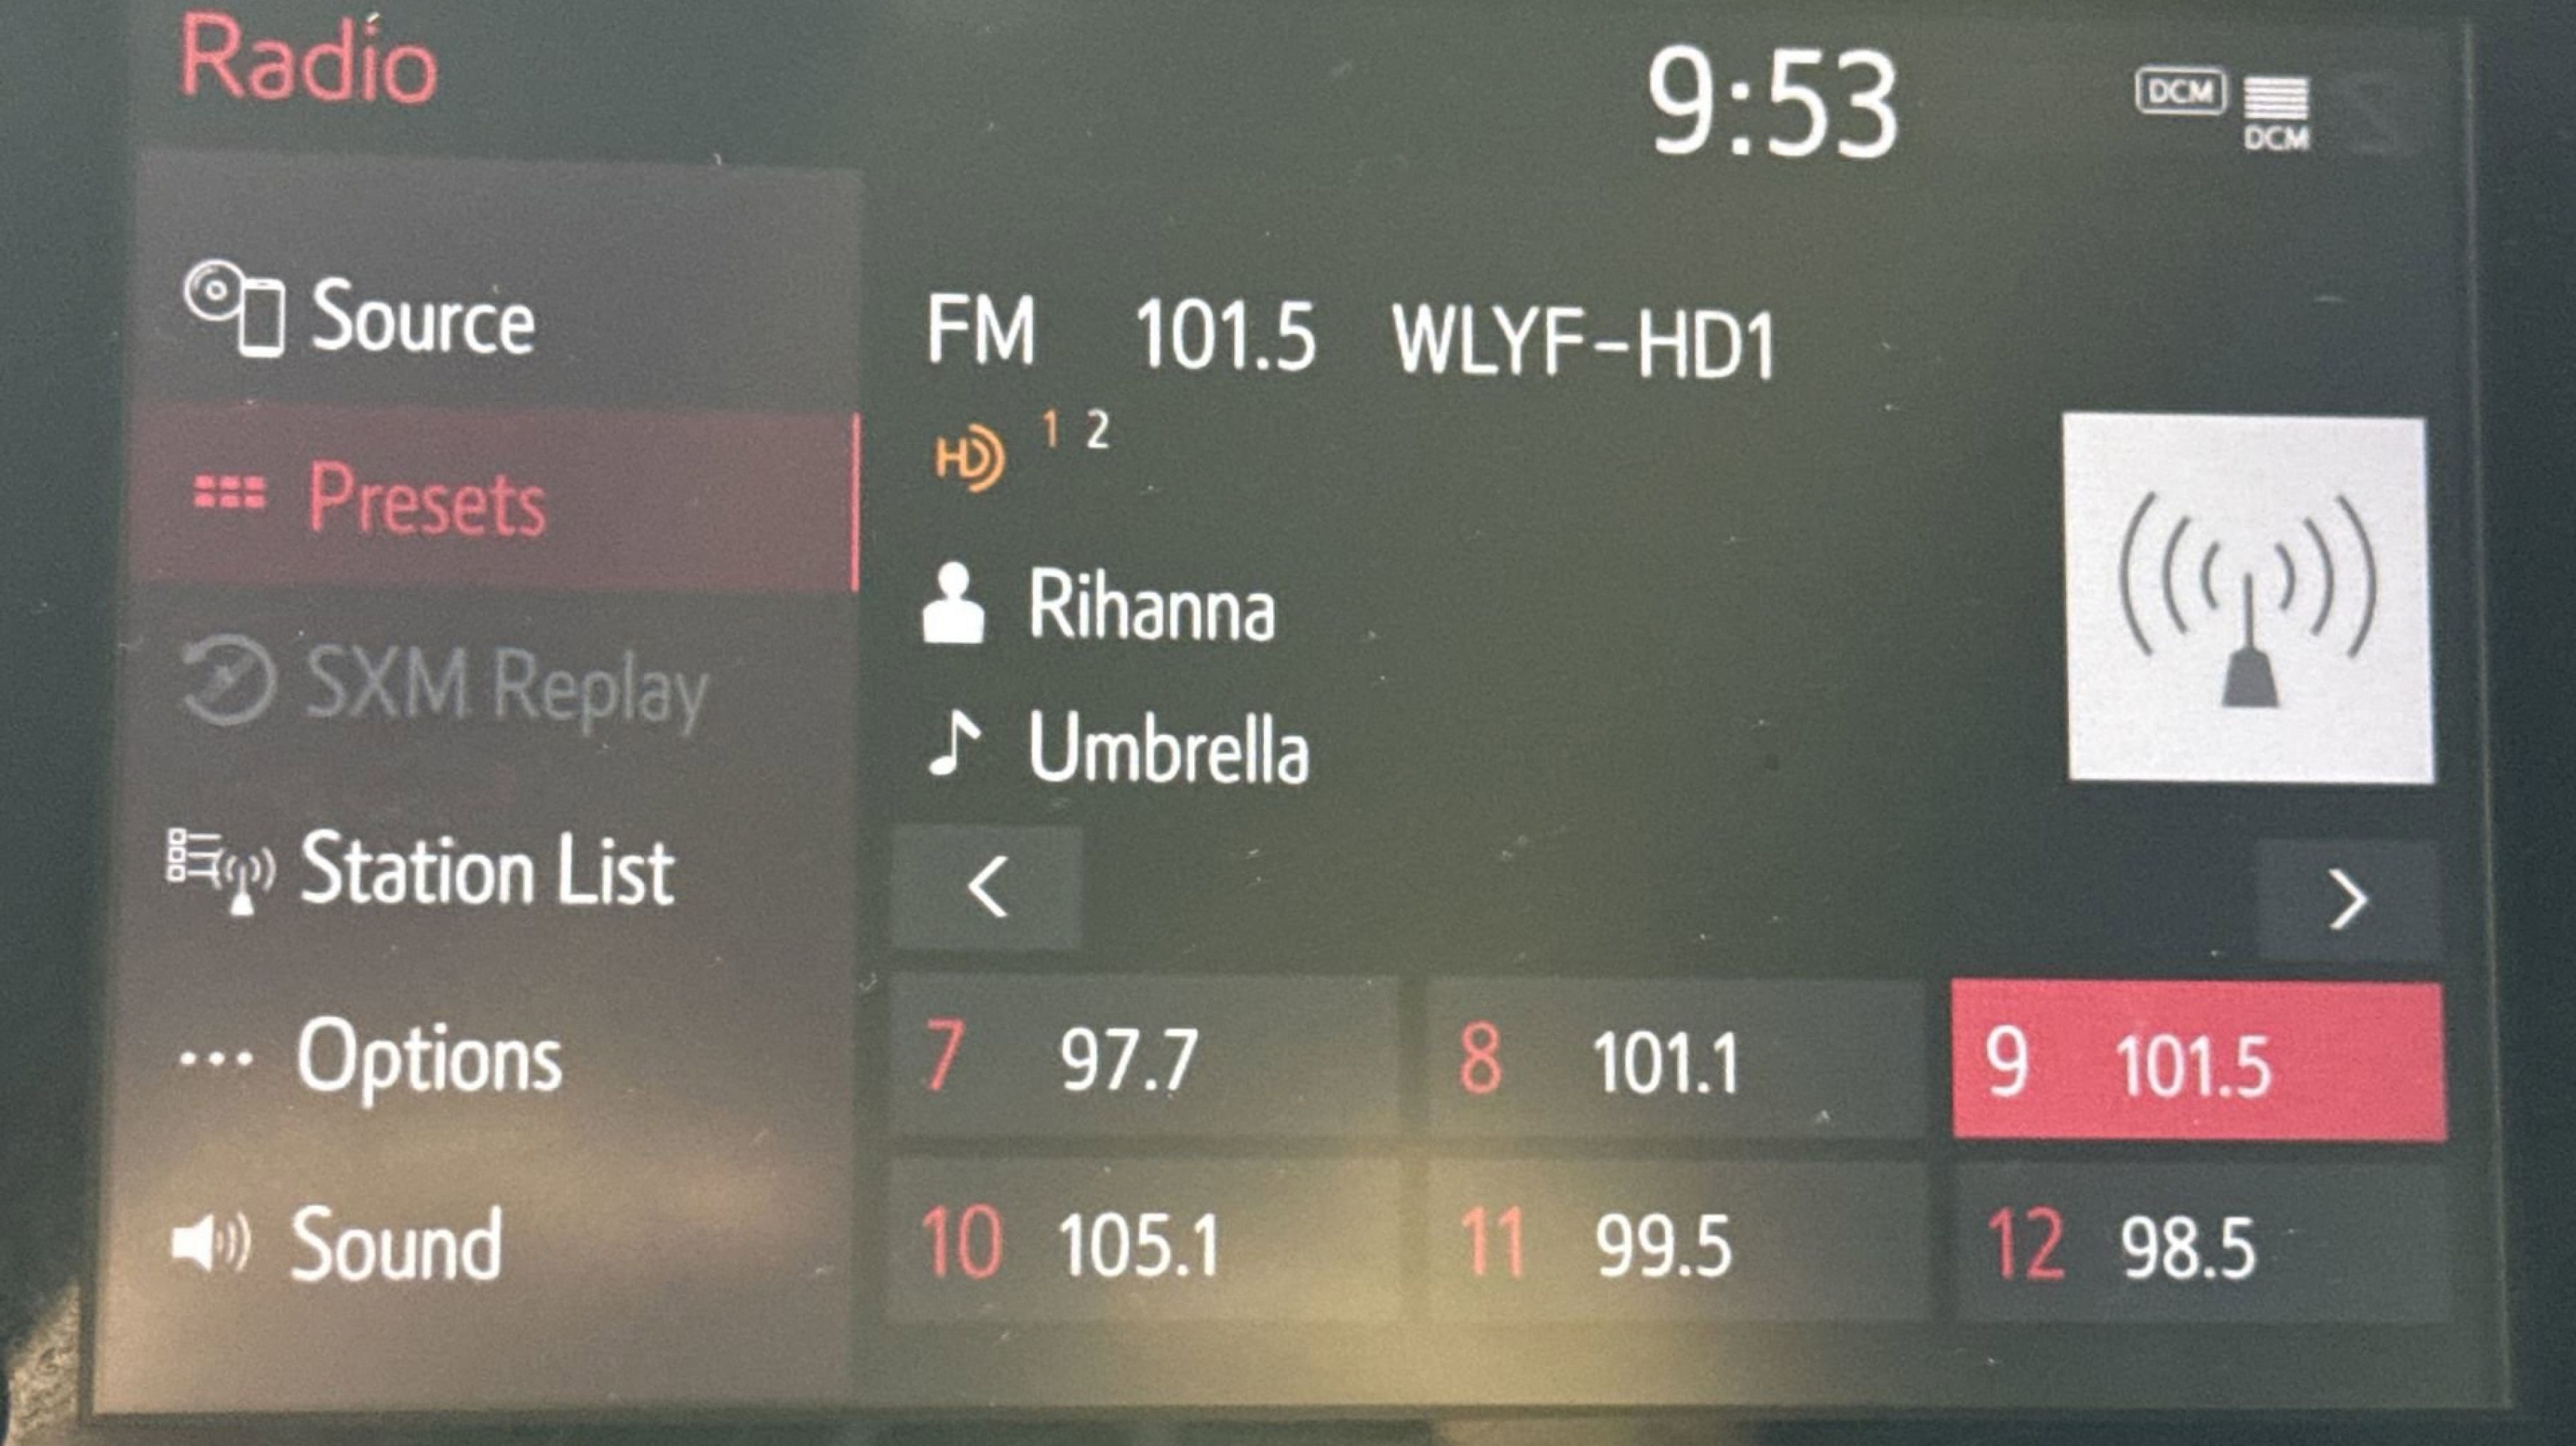 Radio
9:53
DCM
DCM
Source
Presets
SXM Replay
Station List
Options
Sound
FM 101.5 WLYF-HD1
HD 1 2
Rihanna
Umbrella
7 97.7
8 101.1
9 101.5
10 105.1
11 99.5
12 98.5